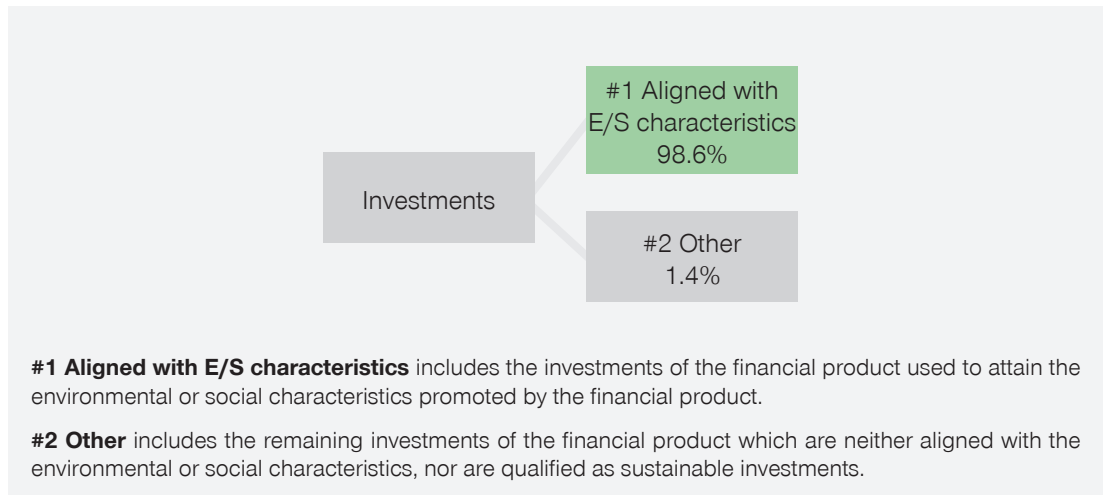 #1 Aligned with
E/S characteristics
98.6%
Investments
#2 Other
1.4%
#1 Aligned with E/S characteristics includes the investments of the financial product used to attain the
environmental or social characteristics promoted by the financial product.
#2 Other includes the remaining investments of the financial product which are neither aligned with the
environmental or social characteristics, nor are qualified as sustainable investments.